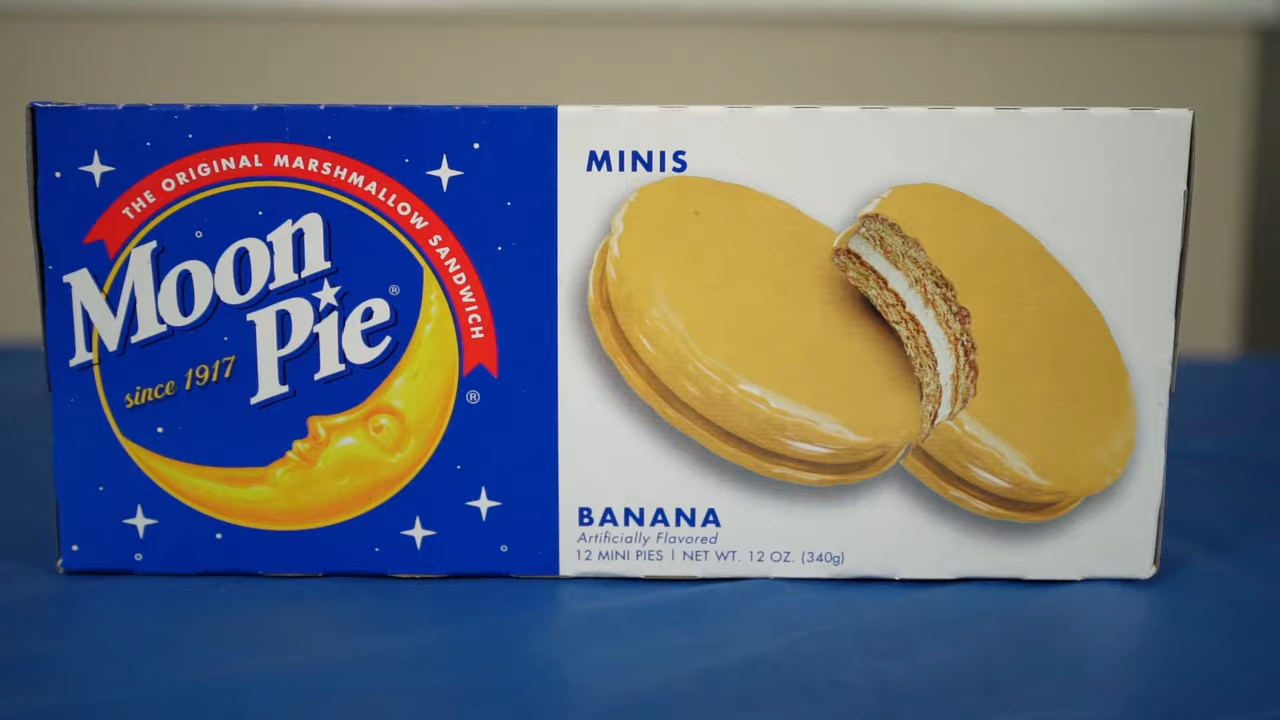 THE ORIGINAL MARSHMALLOW SANDWICH
Moon
Pie®
since 1917
®
MINIS
BANANA
Artificially Flavored
12 MINI PIES | NET WT. 12 OZ. (340g)